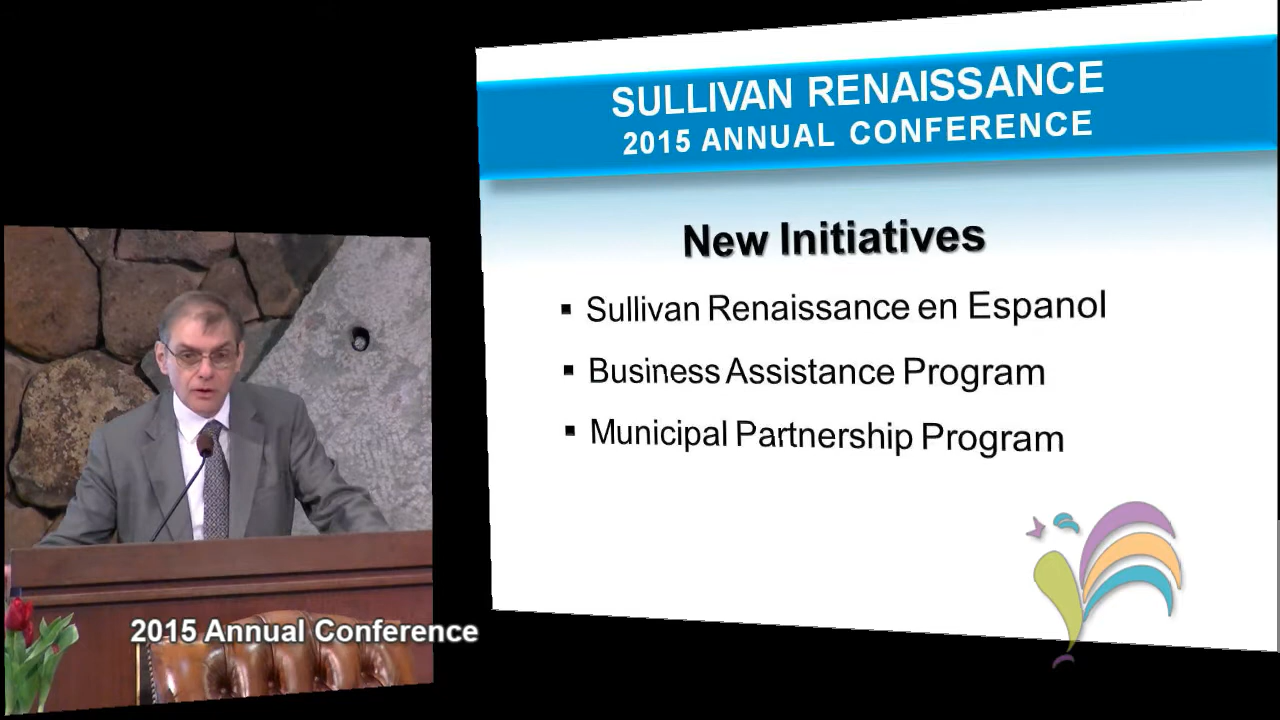 SULLIVAN RENAISSANCE
2015 ANNUAL CONFERENCE
New Initiatives
▪ Sullivan Renaissance en Espanol
▪ Business Assistance Program
▪ Municipal Partnership Program
2015 Annual Conference